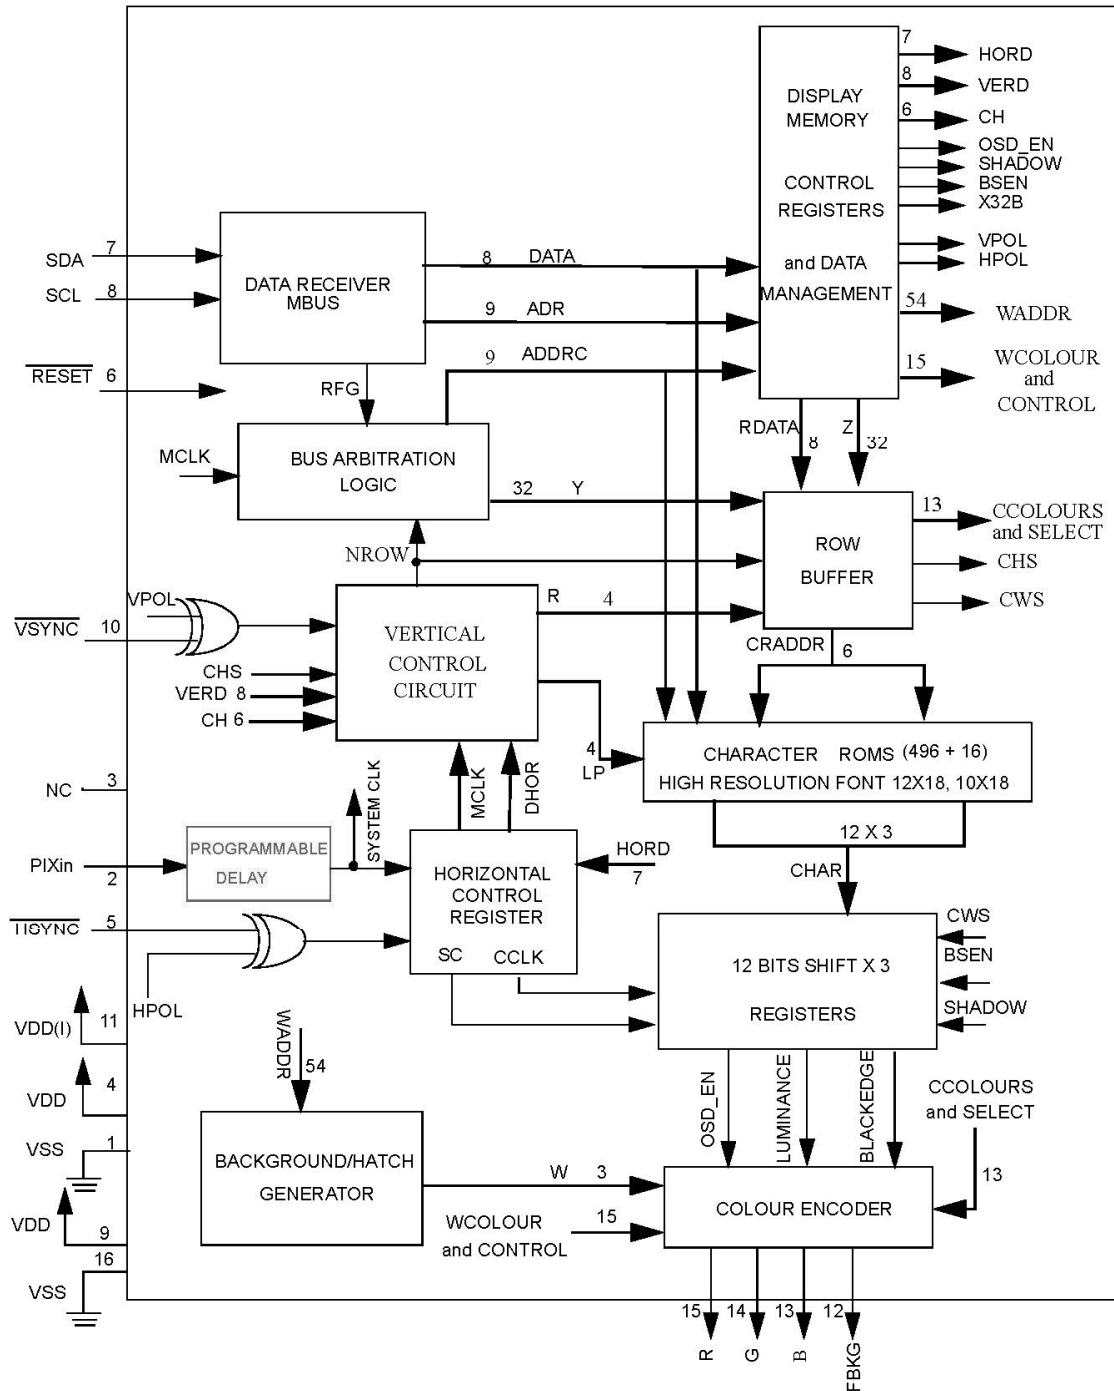 DISPLAY
MEMORY
CONTROL
REGISTERS
and DATA
MANAGEMENT
7
HORD
8
VERD
6
CH
OSD_EN
SHADOW
BSEN
X32B
VPOL
HPOL
54
WADDR
15
WCOLOUR
and
CONTROL
SDA
7
SCL
8
DATA RECEIVER
MBUS
8 DATA
9 ADR
9 ADDRC
RESET
6
RFG
RDATA
8
Z
32
MCLK
BUS ARBITRATION
LOGIC
32 Y
ROW
BUFFER
13
CCOLOURS
and SELECT
CHS
CWS
NROW
VPOL
VSYNC
10
VERTICAL
CONTROL
CIRCUIT
R 4
CHS
VERD 8
CH 6
CRADDR
6
4
LP
CHARACTER ROMS (496 + 16)
HIGH RESOLUTION FONT 12X18, 10X18
NC
3
MCLK
DHOR
SYSTEM CLK
12 X 3
CHAR
PIXin
2
PROGRAMMABLE
DELAY
HORIZONTAL
CONTROL
REGISTER
SC CCLK
HORD
7
HSYNC
5
HPOL
12 BITS SHIFT X 3
REGISTERS
CWS
BSEN
SHADOW
VDD(I)
11
WADDR
54
OSD_EN
LUMINANCE
BLACKEDGE
CCOLOURS
and SELECT
13
VDD
4
VSS
1
BACKGROUND/HATCH
GENERATOR
W 3
COLOUR ENCODER
WCOLOUR
and CONTROL
15
VDD
9
16
VSS
15
R
14
G
13
B
12
FBKG